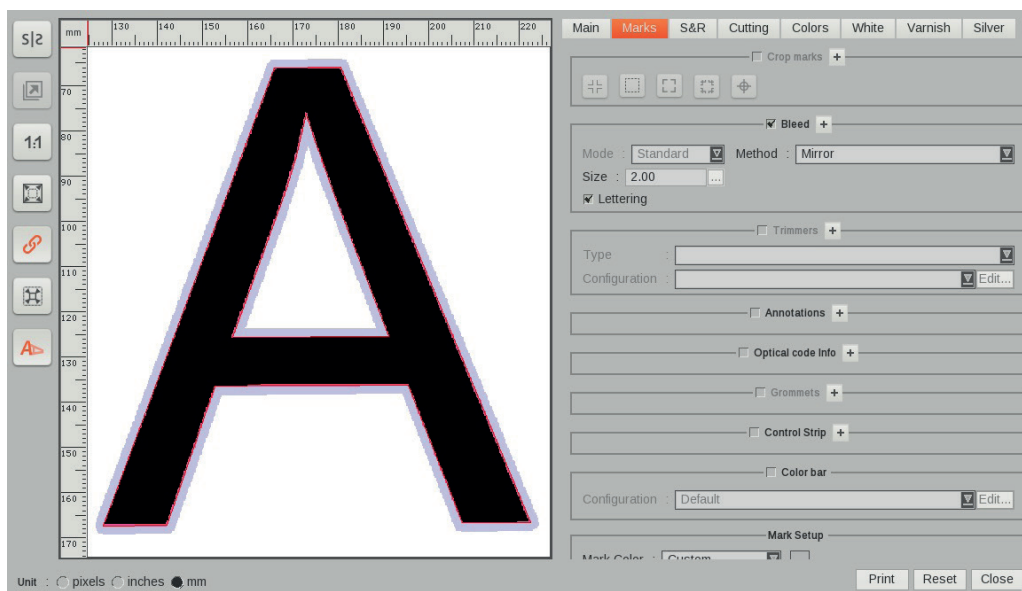 S|S
mm 130 140 150 160 170 180 190 200 210 220
Main Marks S&R Cutting Colors White Varnish Silver
Crop marks +
70
1:1
80
Bleed +
Mode : Standard Method : Mirror
Size : 2.00 ...
90
Lettering
100
Trimmers +
Type :
110
Configuration : Edit...
120
Annotations +
A
130
Optical code Info +
140
Grommets +
150
Control Strip +
160
Color bar
Configuration : Default Edit...
170
Mark Setup
Mark Color : Custom
A
Unit : pixels inches mm
Print Reset Close